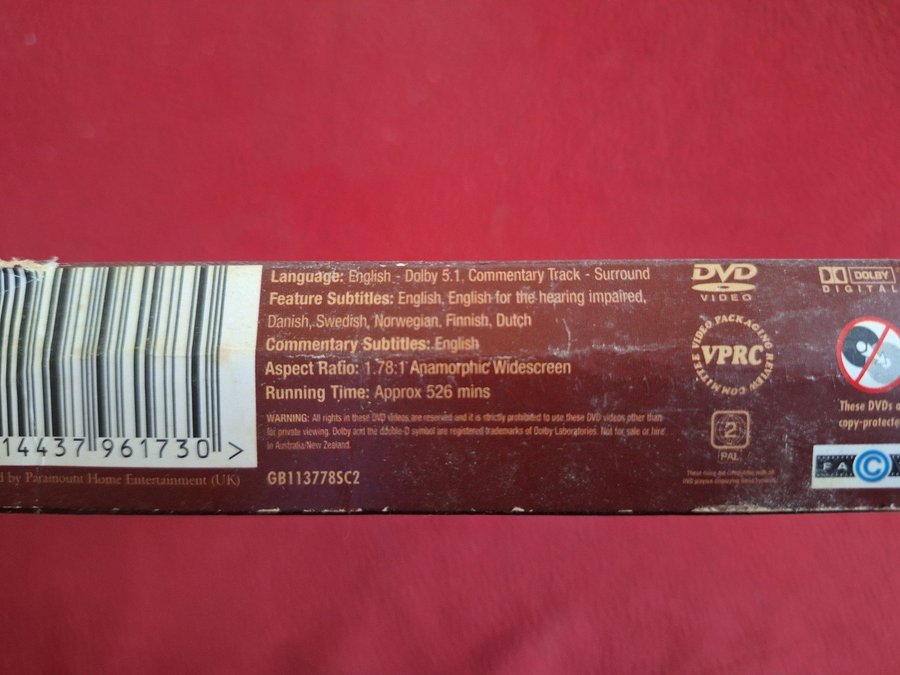 14437 961730 >
d by Paramount Home Entertainment (UK)
Language: English - Dolby 5.1. Commentary Track - Surround
Feature Subtitles: English, English for the hearing impaired,
Danish, Swedish, Norwegian, Finnish, Dutch
Commentary Subtitles: English
Aspect Ratio: 1.78:1 Anamorphic Widescreen
Running Time: Approx 526 mins
WARNING: All rights in these DVD videos are reserved and it is strictly prohibited to use these DVD videos other than
for private viewing. Dolby and the double-D symbol are registered trademarks of Dolby Laboratories. Not for sale or hire
in Australia/New Zealand.
GB113778SC2
DVD
VIDEO
VIDEO PACKAGING REVIEW COMMITTEE
VPRC
2
PAL
DOLBY
DIGITAL
These DVDs a
copy-protecte
FA C